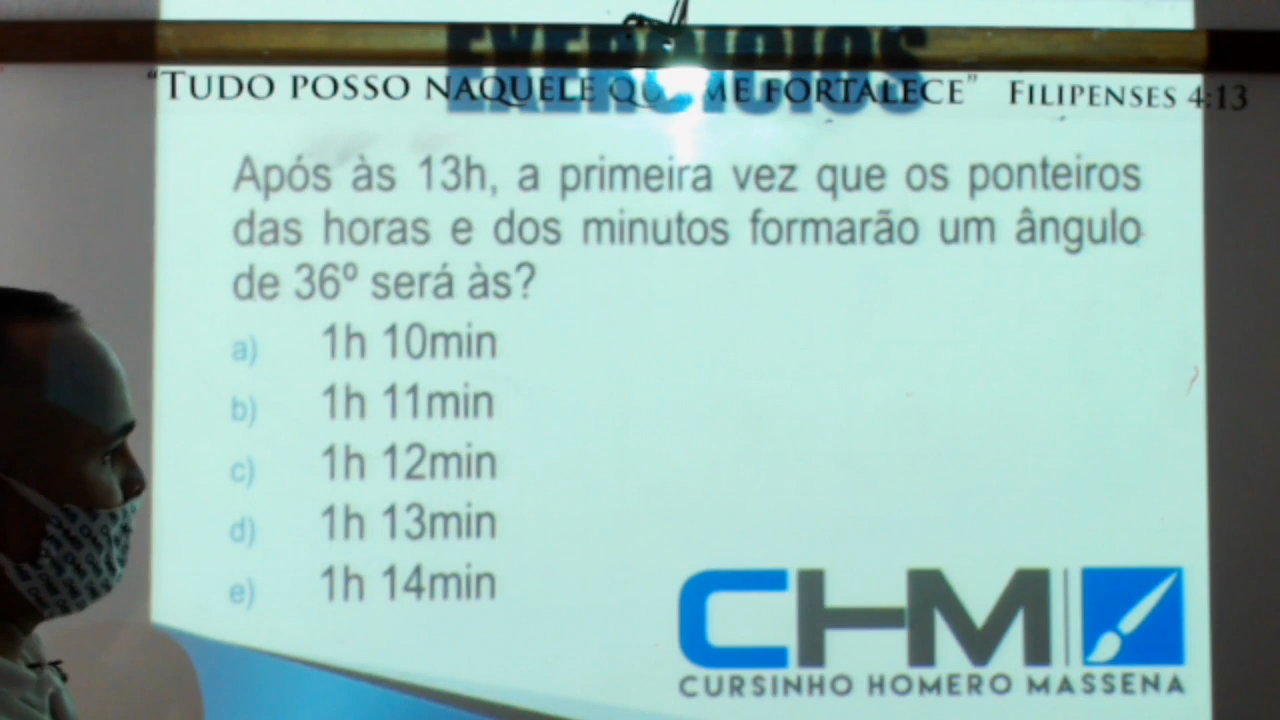 EXERCÍCIOS
“TUDO POSSO NAQUELE QUE ME FORTALECE” FILIPENSES 4:13
Após às 13h, a primeira vez que os ponteiros
das horas e dos minutos formarão um ângulo
de 36º será às?
a) 1h 10min
b) 1h 11min
c) 1h 12min
d) 1h 13min
e) 1h 14min
CHM
CURSINHO HOMERO MASSENA